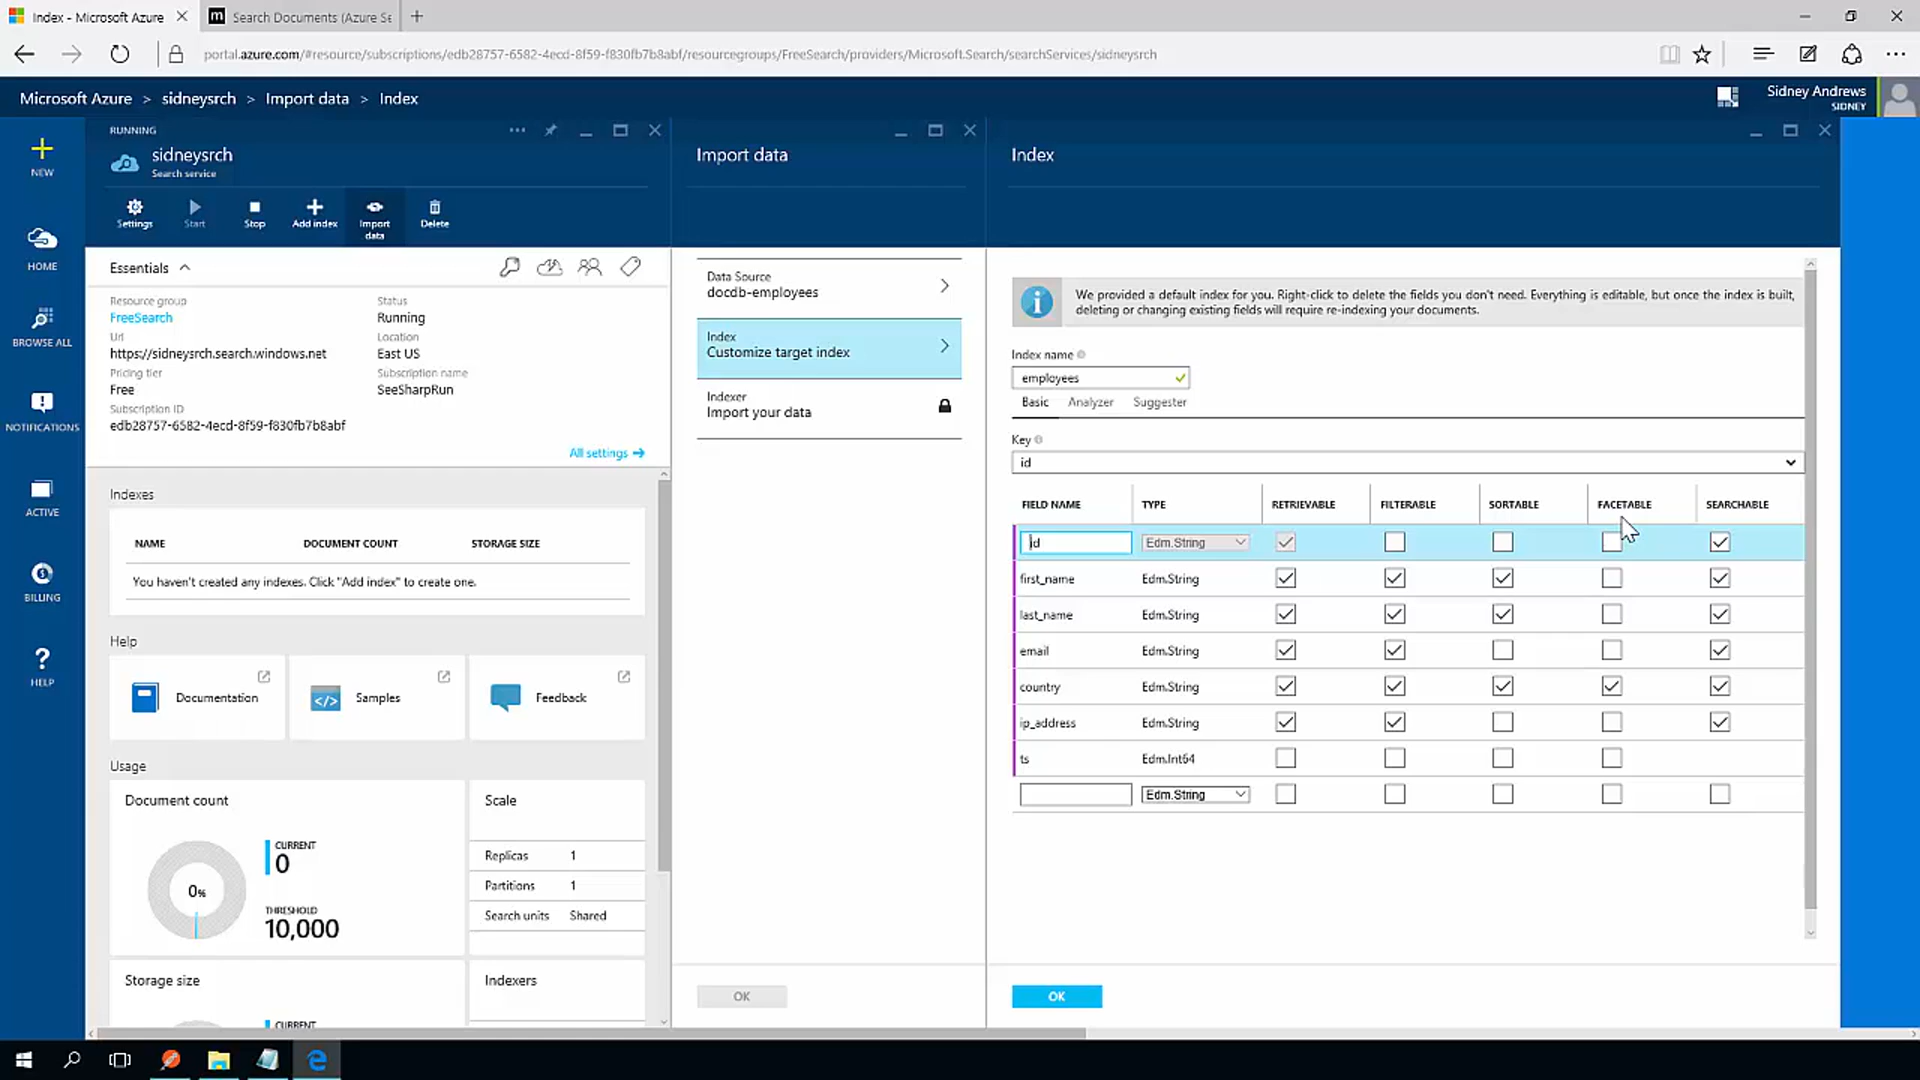 Index - Microsoft Azure
m Search Documents (Azure Se
portal.azure.com/#resource/subscriptions/edb28757-6582-4ecd-8f59-f830fb7b8abf/resourcegroups/FreeSearch/providers/Microsoft.Search/searchServices/sidneysrch
Microsoft Azure > sidneysrch > Import data > Index
Sidney Andrews
SIDNEY
NEW
HOME
BROWSE ALL
NOTIFICATIONS
ACTIVE
BILLING
HELP
RUNNING
sidneysrch
Search service
Settings
Start
Stop
Add index
Import data
Delete
Essentials
Resource group
FreeSearch
Url
https://sidneysrch.search.windows.net
Pricing tier
Free
Subscription ID
edb28757-6582-4ecd-8f59-f830fb7b8abf
Status
Running
Location
East US
Subscription name
SeeSharpRun
All settings
Indexes
NAME DOCUMENT COUNT STORAGE SIZE
You haven't created any indexes. Click "Add index" to create one.
Help
Documentation
Samples
Feedback
Usage
Document count
0%
CURRENT
0
THRESHOLD
10,000
Scale
Replicas 1
Partitions 1
Search units Shared
Storage size
CURRENT
Indexers
Import data
Data Source
docdb-employees
Index
Customize target index
Indexer
Import your data
OK
Index
We provided a default index for you. Right-click to delete the fields you don't need. Everything is editable, but once the index is built,
deleting or changing existing fields will require re-indexing your documents.
Index name
employees
Basic Analyzer Suggester
Key
id
FIELD NAME TYPE RETRIEVABLE FILTERABLE SORTABLE FACETABLE SEARCHABLE
id Edm.String
first_name Edm.String
last_name Edm.String
email Edm.String
country Edm.String
ip_address Edm.String
ts Edm.Int64
Edm.String
OK